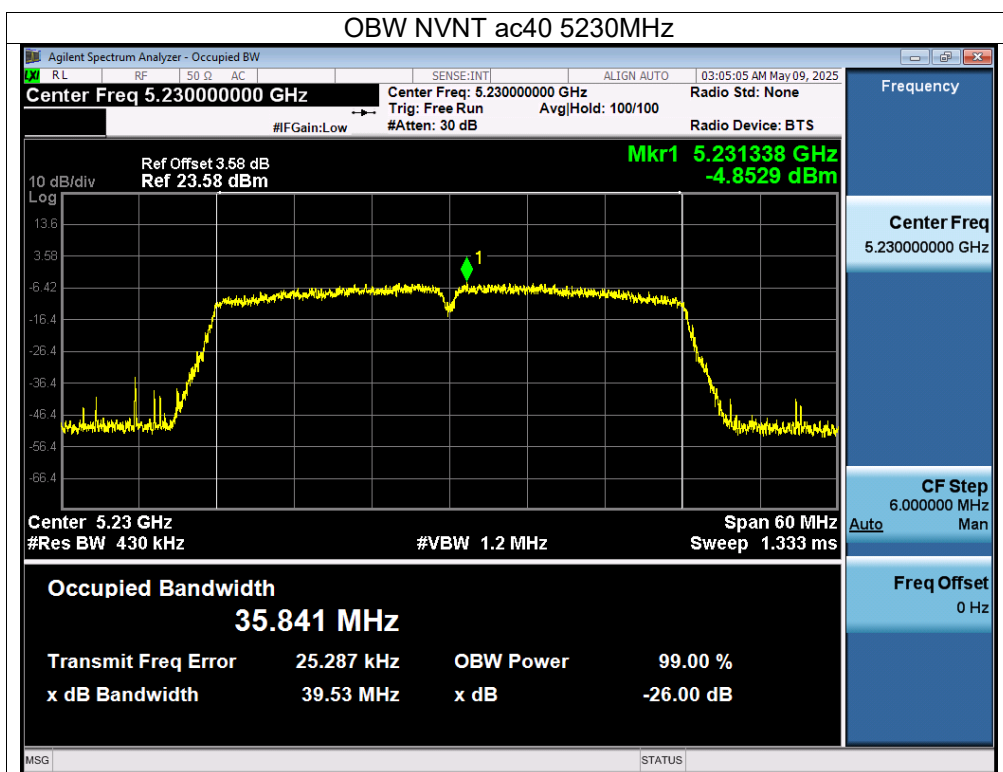 OBW NVNT ac40 5230MHz
Agilent Spectrum Analyzer - Occupied BW
LXI RL RF 50 Ω AC SENSE:INT ALIGN AUTO 03:05:05 AM May 09, 2025
Center Freq 5.230000000 GHz
Center Freq: 5.230000000 GHz Radio Std: None
Trig: Free Run Avg|Hold: 100/100
#IFGain:Low #Atten: 30 dB Radio Device: BTS
Ref Offset 3.58 dB
10 dB/div Ref 23.58 dBm
Log
Mkr1 5.231338 GHz
-4.8529 dBm
13.6
3.58
-6.42
-16.4
-26.4
-36.4
-46.4
-56.4
-66.4
1
Center 5.23 GHz Span 60 MHz
#Res BW 430 kHz #VBW 1.2 MHz Sweep 1.333 ms
Occupied Bandwidth
35.841 MHz
Transmit Freq Error 25.287 kHz OBW Power 99.00 %
x dB Bandwidth 39.53 MHz x dB -26.00 dB
MSG STATUS
Frequency
Center Freq
5.230000000 GHz
CF Step
6.000000 MHz
Auto Man
Freq Offset
0 Hz